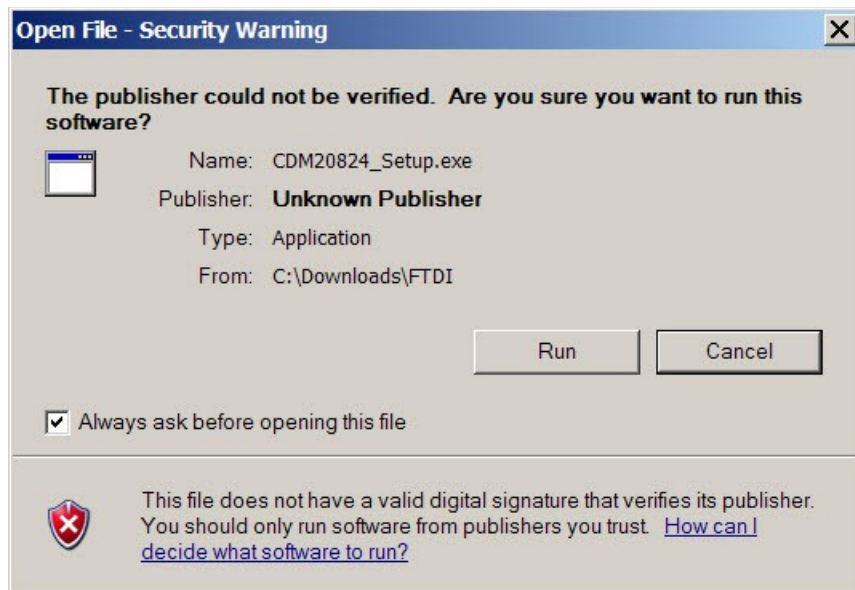 Open File - Security Warning
The publisher could not be verified. Are you sure you want to run this
software?
Name: CDM20824_Setup.exe
Publisher: Unknown Publisher
Type: Application
From: C:\Downloads\FTDI
Run Cancel
Always ask before opening this file
This file does not have a valid digital signature that verifies its publisher.
You should only run software from publishers you trust. How can I
decide what software to run?